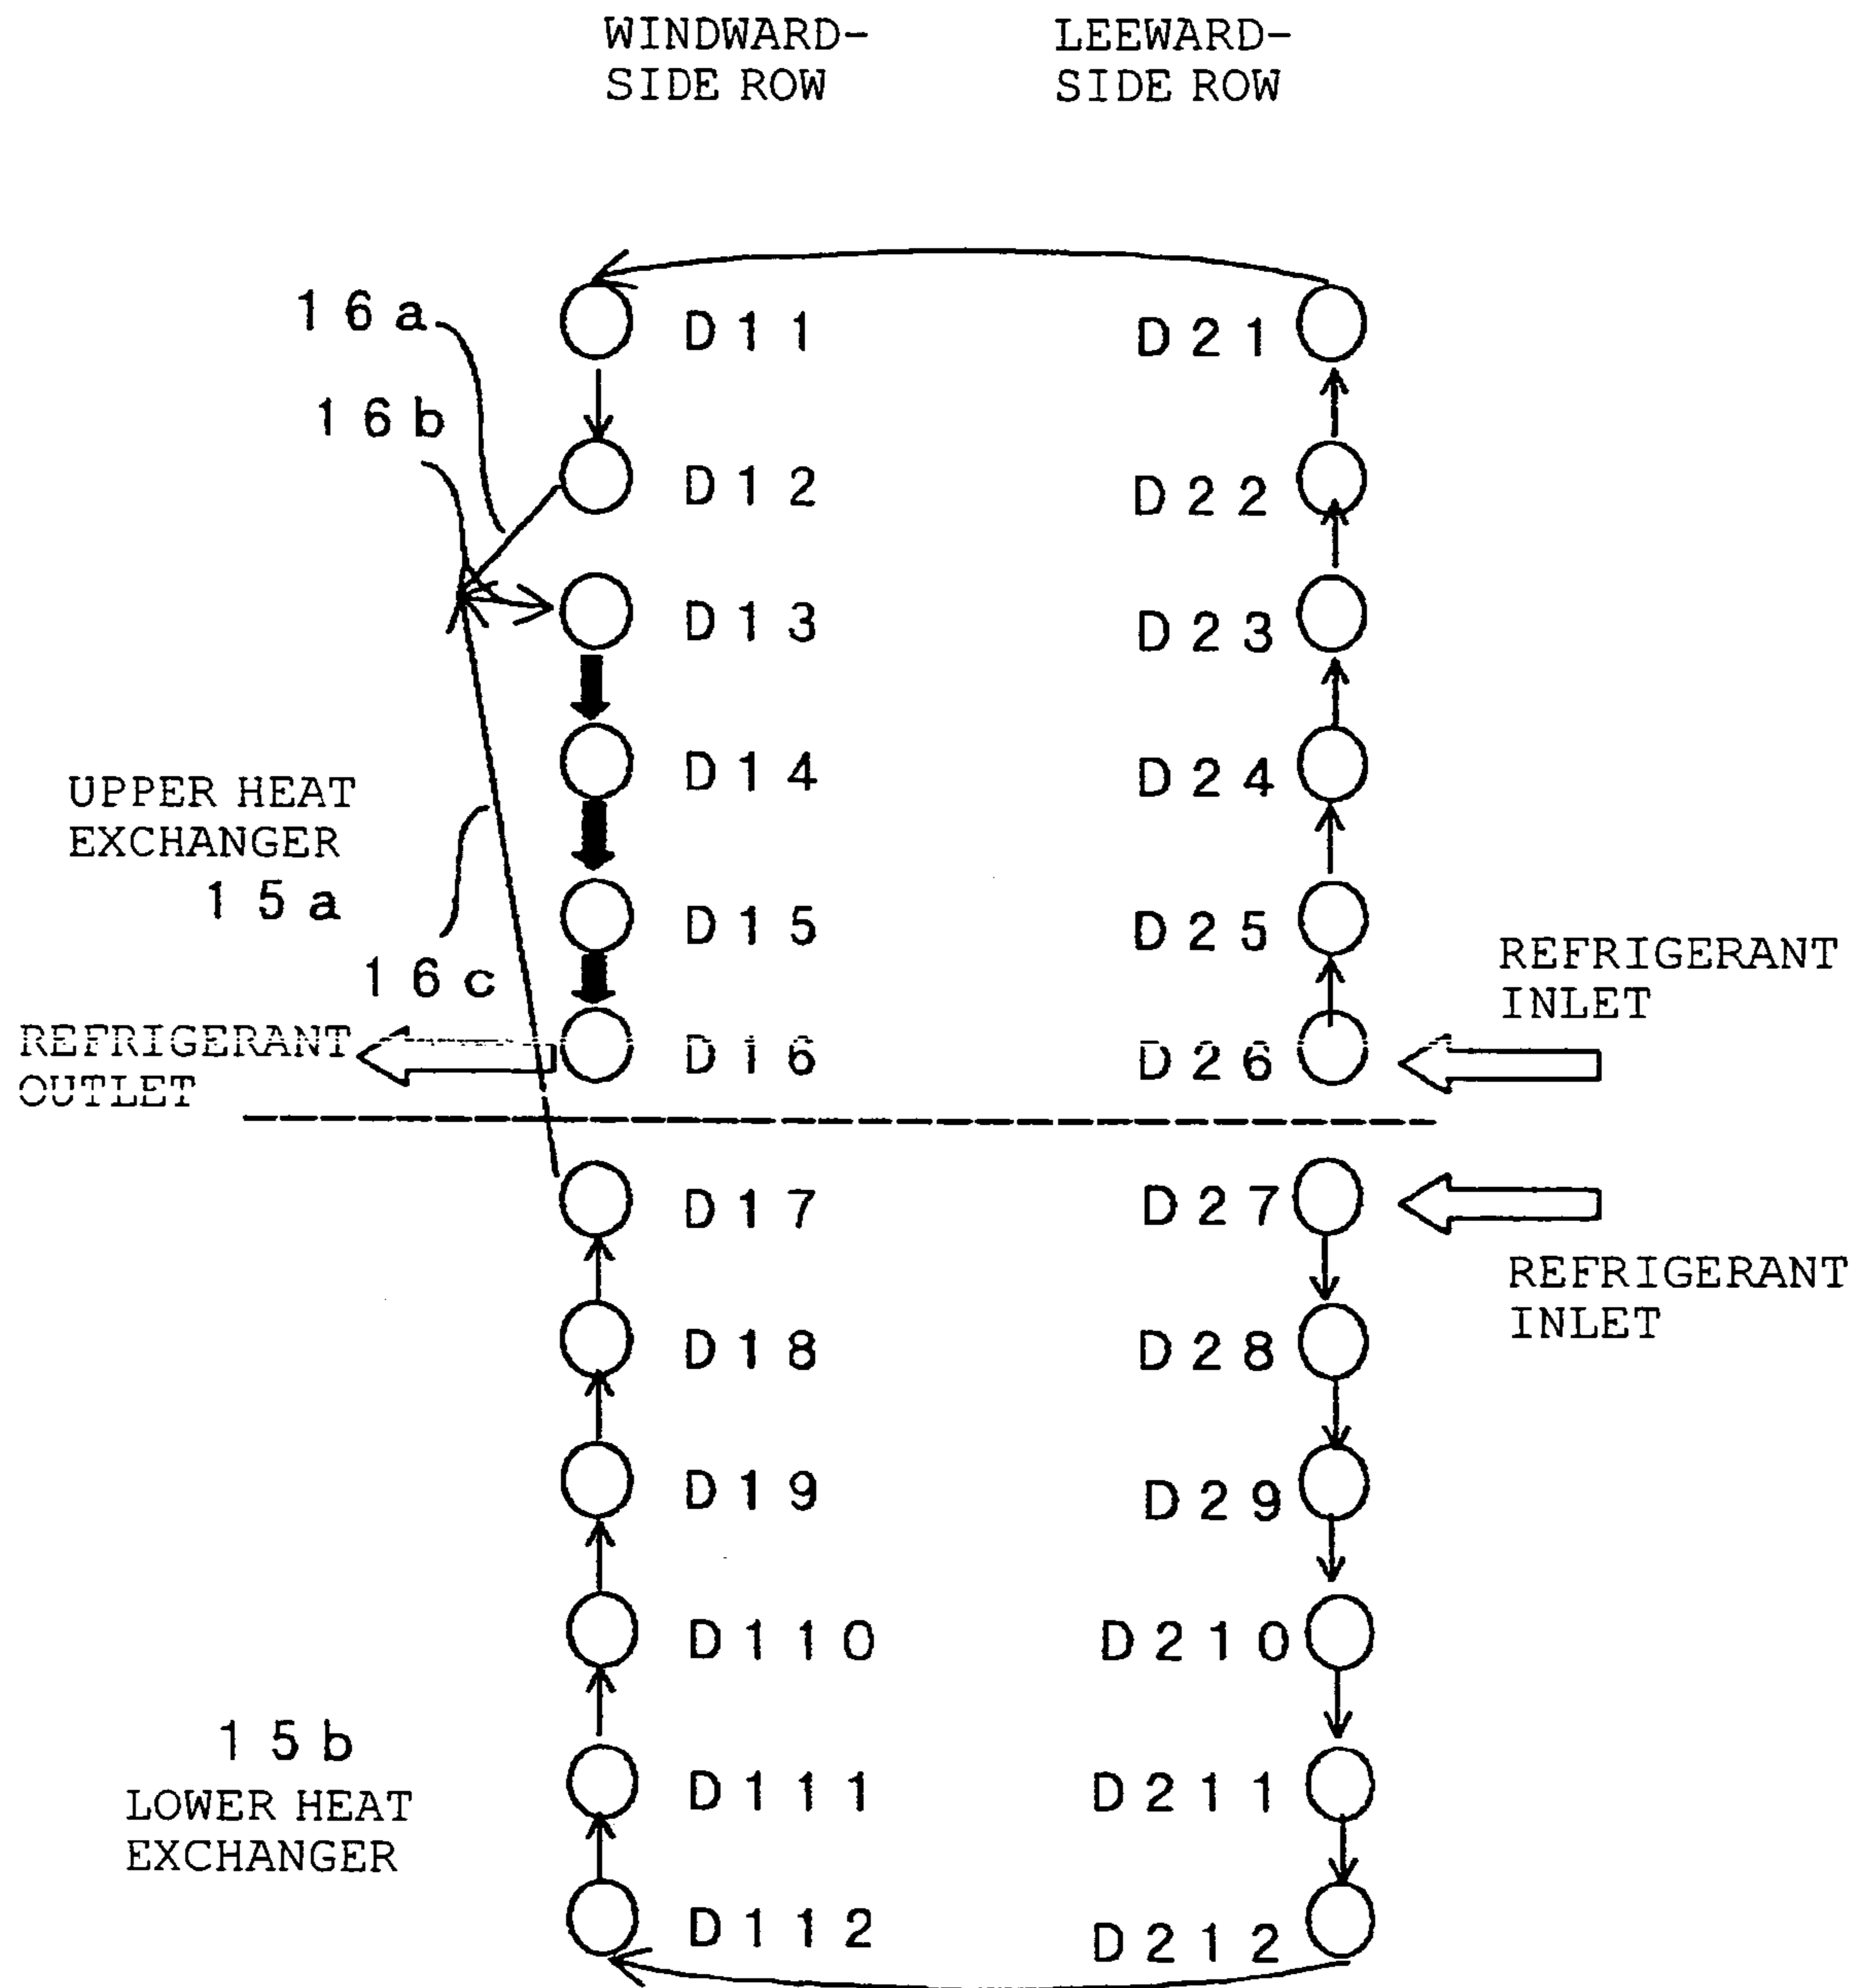 WINDWARD-
SIDE ROW
LEEWARD-
SIDE ROW
16a
D11
D21
16b
D12
D22
D13
D23
UPPER HEAT
EXCHANGER
15a
D14
D24
D15
D25
16c
REFRIGERANT
INLET
REFRIGERANT
OUTLET
D16
D26
D17
D27
REFRIGERANT
INLET
D18
D28
D19
D29
D110
D210
15b
LOWER HEAT
EXCHANGER
D111
D211
D112
D212